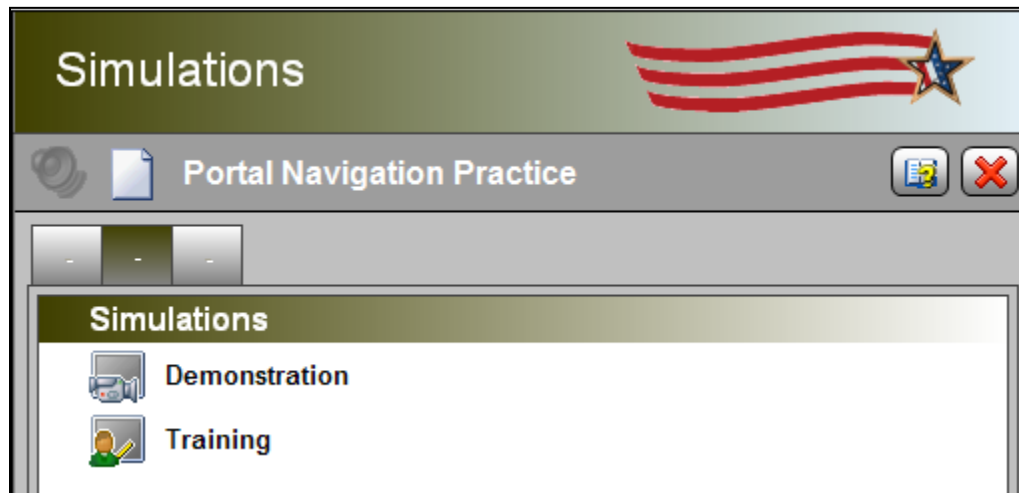 Simulations
Portal Navigation Practice
- - -
Simulations
Demonstration
Training